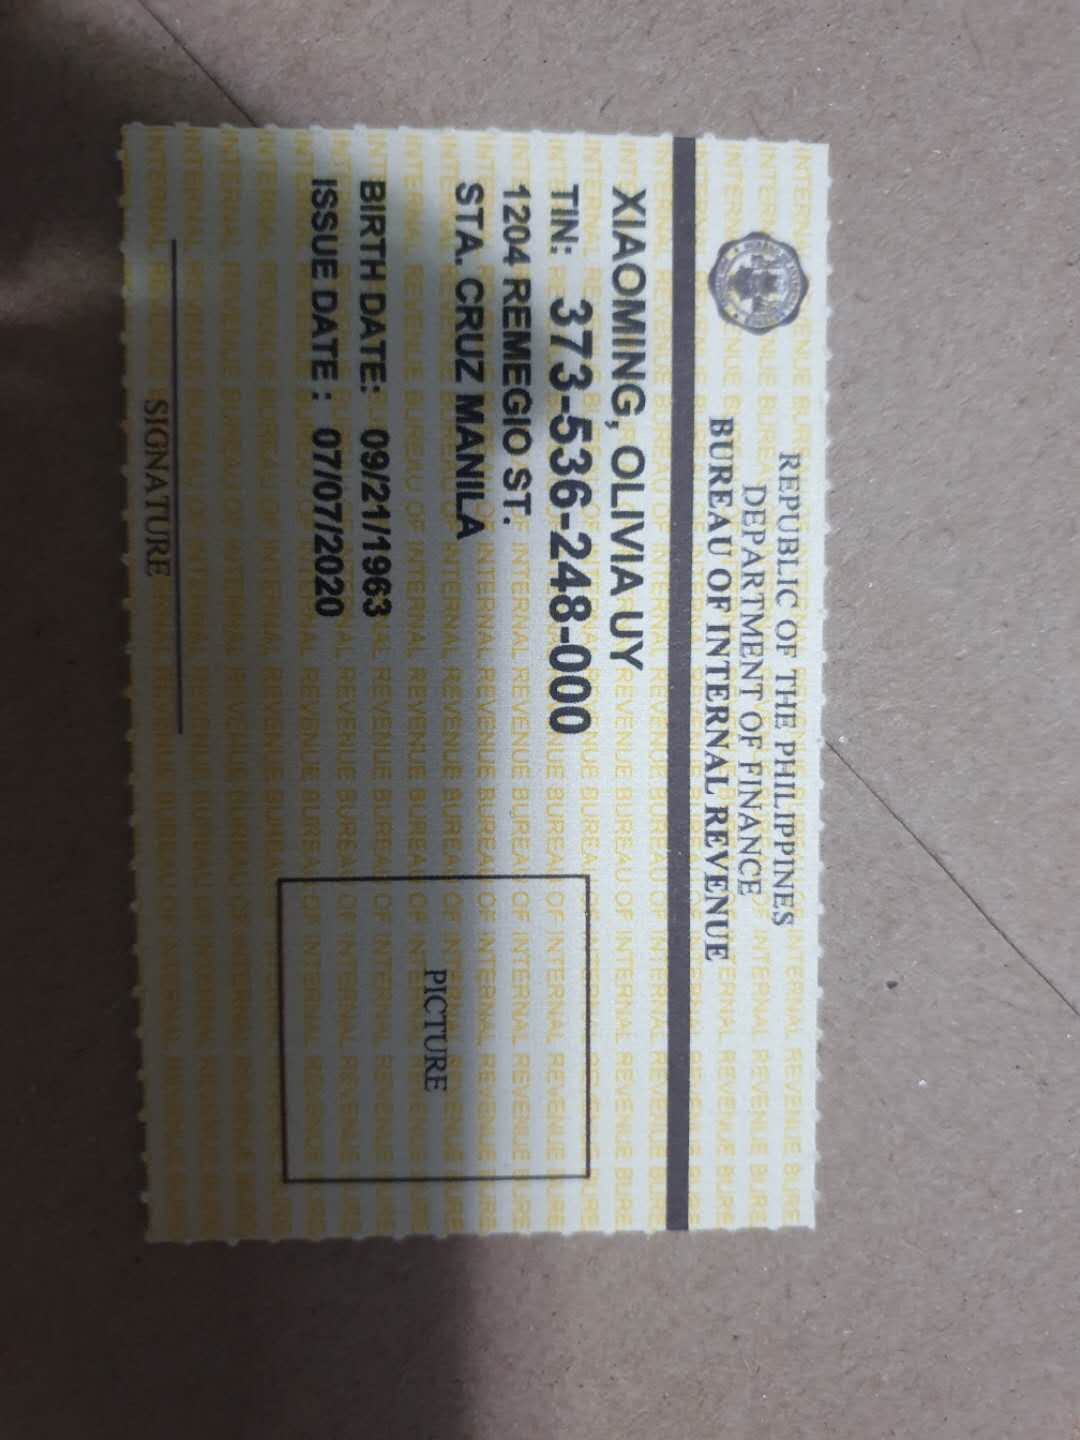 REPUBLIC OF THE PHILIPPINES
DEPARTMENT OF FINANCE
BUREAU OF INTERNAL REVENUE
XIAOMING, OLIVIA UY
TIN: 373-536-248-000
1204 REMEGIO ST.
STA. CRUZ MANILA
BIRTH DATE: 09/21/1963
ISSUE DATE : 07/07/2020
PICTURE
SIGNATURE